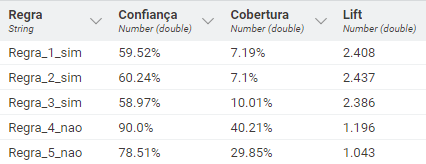 Regra Confiança Cobertura Lift
String Number (double) Number (double) Number (double)
Regra_1_sim 59.52% 7.19% 2.408
Regra_2_sim 60.24% 7.1% 2.437
Regra_3_sim 58.97% 10.01% 2.386
Regra_4_nao 90.0% 40.21% 1.196
Regra_5_nao 78.51% 29.85% 1.043